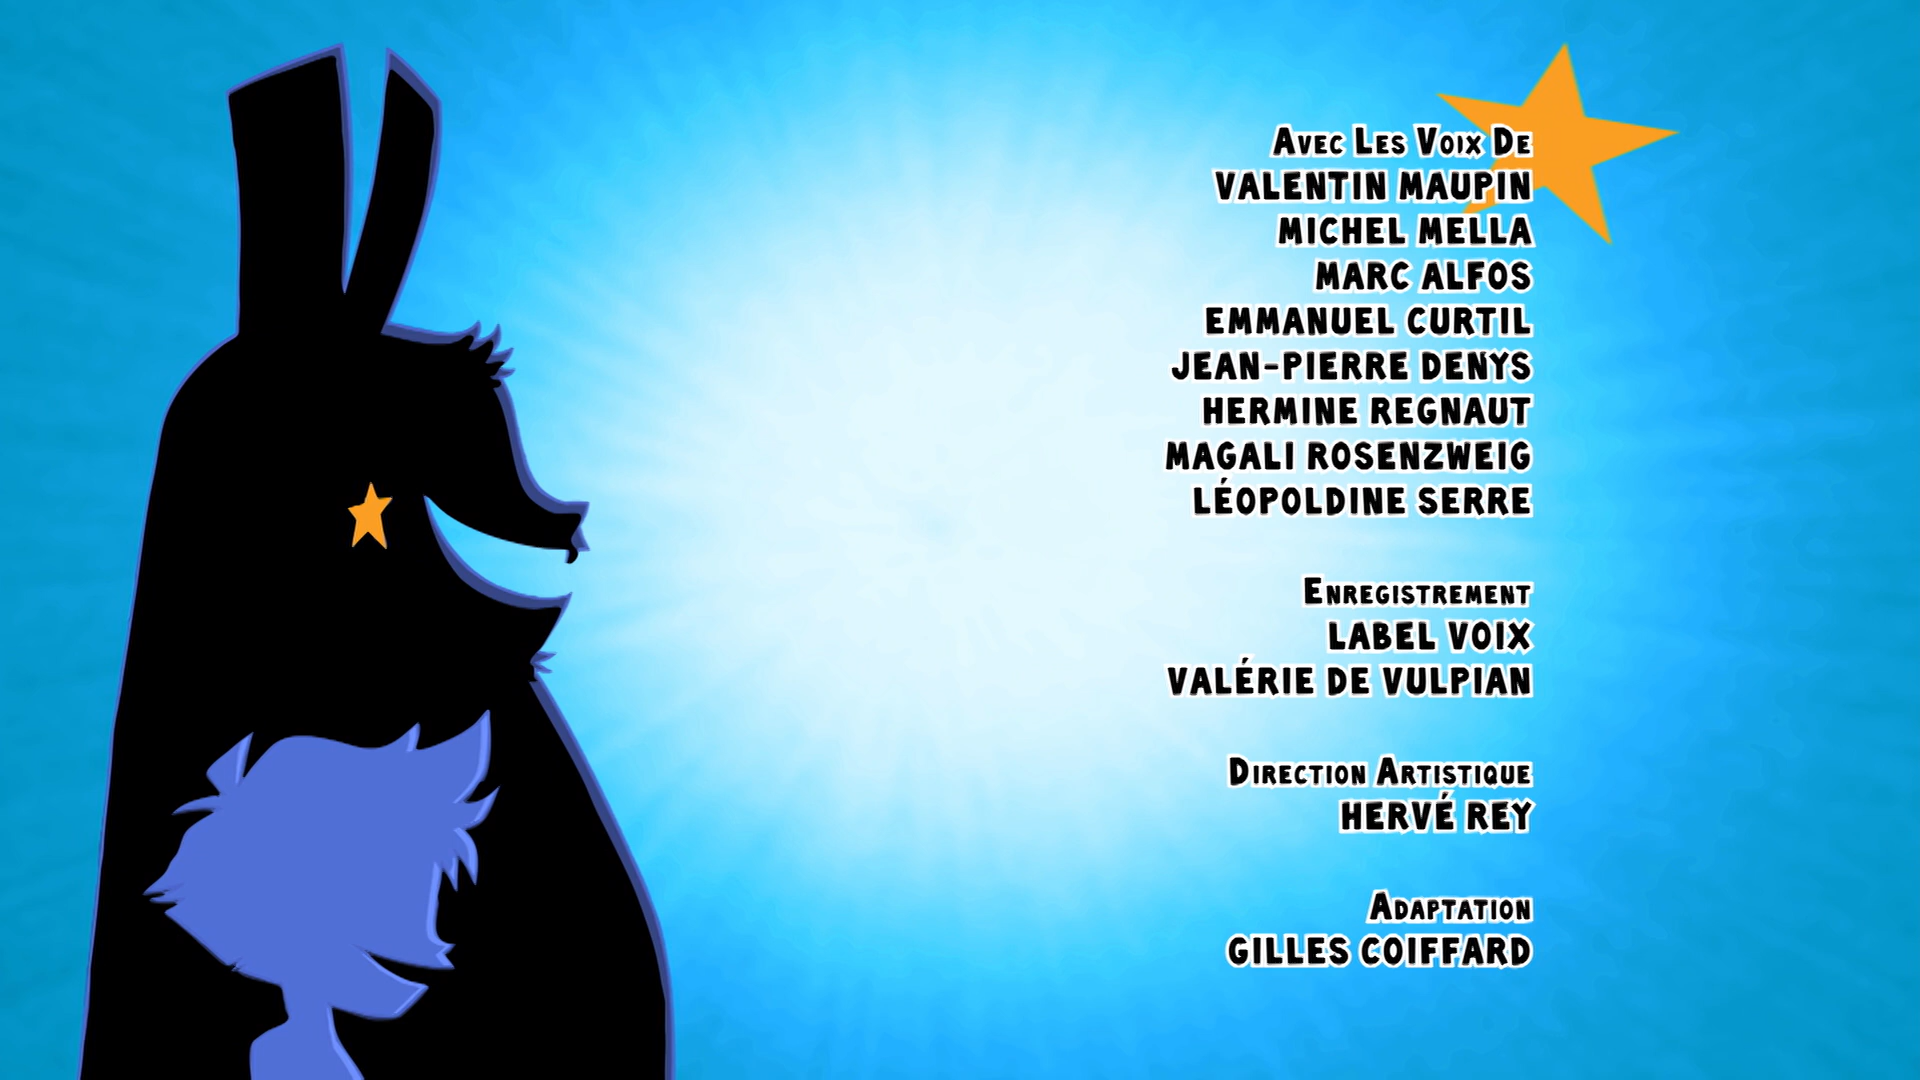 Avec Les Voix De
VALENTIN MAUPIN
MICHEL MELLA
MARC ALFOS
EMMANUEL CURTIL
JEAN-PIERRE DENYS
HERMINE REGNAUT
MAGALI ROSENZWEIG
LÉOPOLDINE SERRE
Enregistrement
LABEL VOIX
VALÉRIE DE VULPIAN
Direction Artistique
HERVÉ REY
Adaptation
GILLES COIFFARD